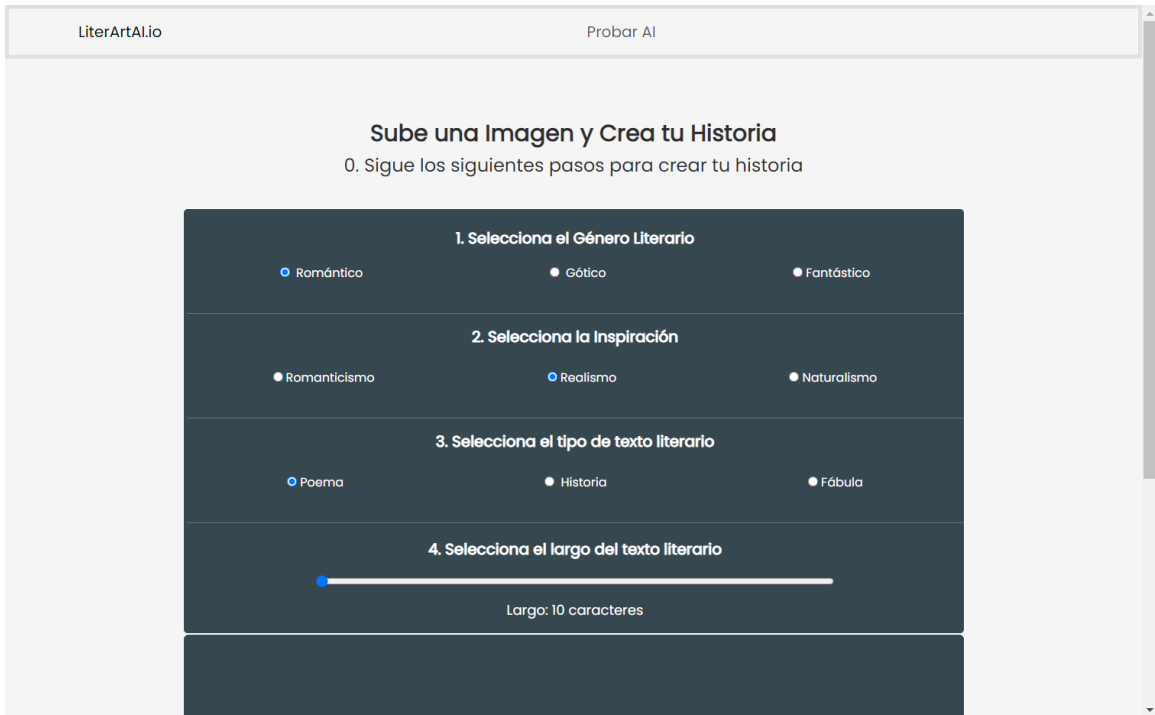 LiterArtAI.io
Probar AI
Sube una Imagen y Crea tu Historia
0. Sigue los siguientes pasos para crear tu historia
1. Selecciona el Género Literario
Romántico Gótico Fantástico
2. Selecciona la Inspiración
Romanticismo Realismo Naturalismo
3. Selecciona el tipo de texto literario
Poema Historia Fábula
4. Selecciona el largo del texto literario
Largo: 10 caracteres